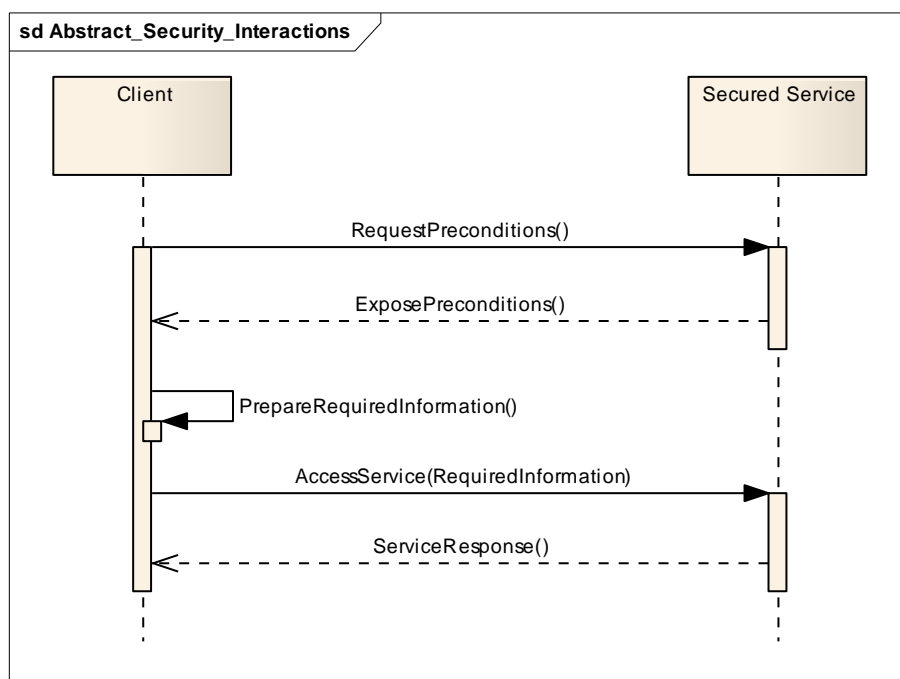 sd Abstract_Security_Interactions
Client
Secured Service
RequestPreconditions()
ExposePreconditions()
PrepareRequiredInformation()
AccessService(RequiredInformation)
ServiceResponse()